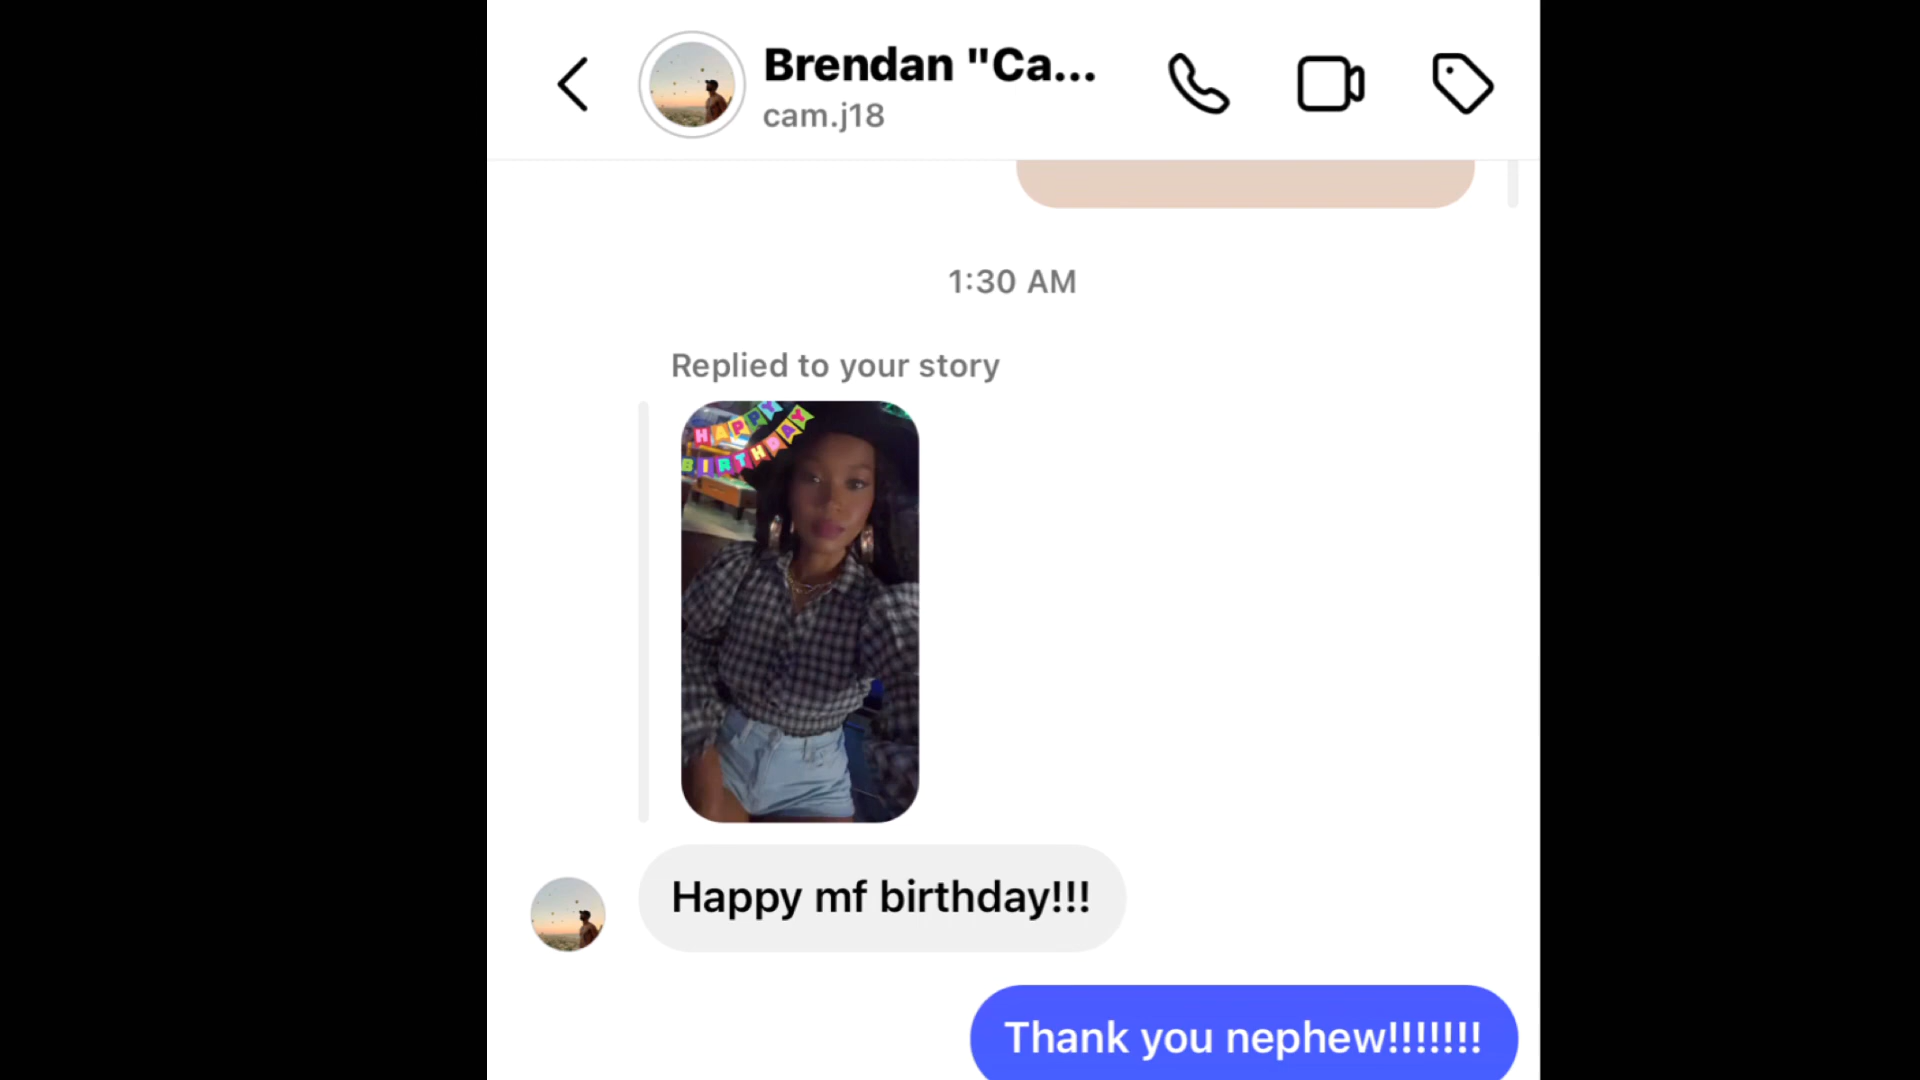 Brendan "Ca...
cam.j18
1:30 AM
Replied to your story
HAPPY
BIRTHDAY
Happy mf birthday!!!
Thank you nephew!!!!!!!